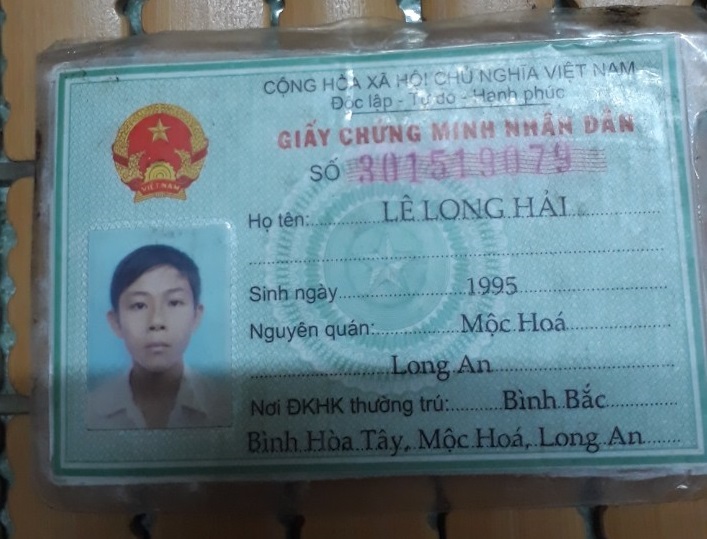 CỘNG HÒA XÃ HỘI CHỦ NGHĨA VIỆT NAM
Độc lập - Tự do - Hạnh phúc
GIẤY CHỨNG MINH NHÂN DÂN
SỐ 301519079
Họ tên: LÊ LONG HẢI
Sinh ngày 1995
Nguyên quán: Mộc Hoá
Long An
Nơi ĐKHK thường trú: Bình Bắc
Bình Hòa Tây, Mộc Hoá, Long An
VIỆT NAM